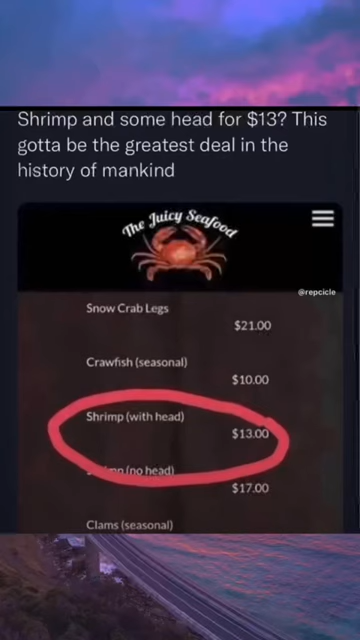 Shrimp and some head for $13? This
gotta be the greatest deal in the
history of mankind
The Juicy Seafood
@repcicle
Snow Crab Legs
$21.00
Crawfish (seasonal)
$10.00
Shrimp (with head)
$13.00
(no head)
$17.00
Clams (seasonal)